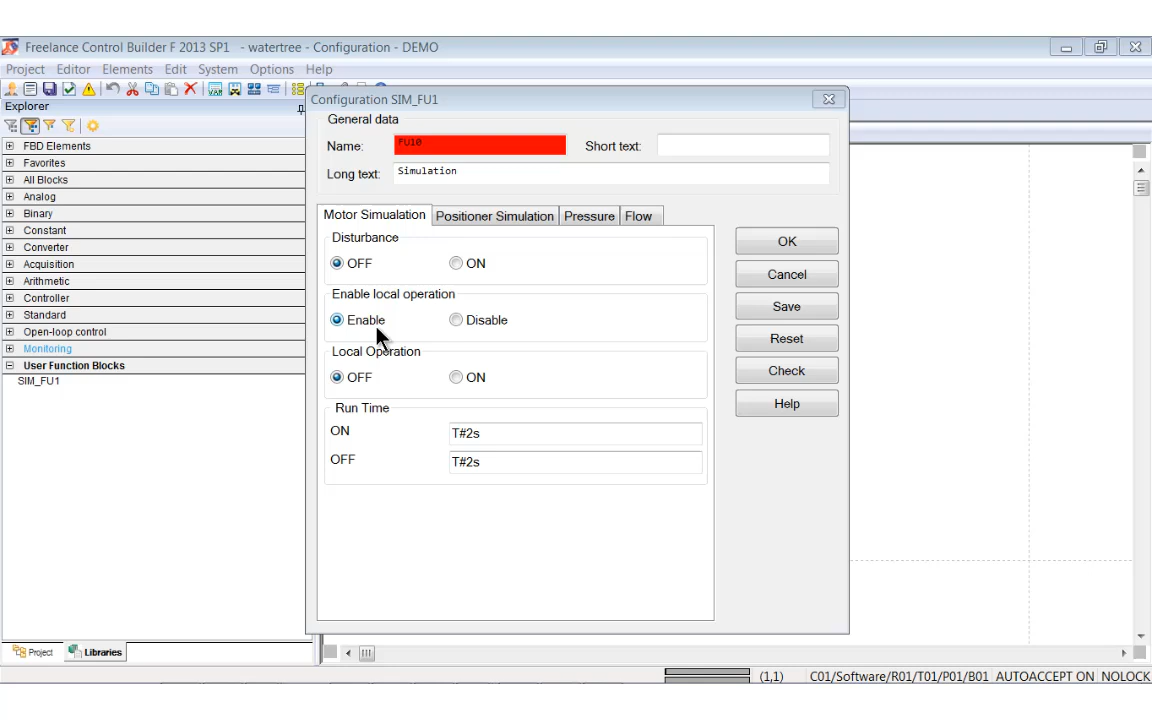 Freelance Control Builder F 2013 SP1 - watertree - Configuration - DEMO
Project Editor Elements Edit System Options Help
Explorer
FBD Elements
Favorites
All Blocks
Analog
Binary
Constant
Converter
Acquisition
Arithmetic
Controller
Standard
Open-loop control
Monitoring
User Function Blocks
SIM_FU1
Project Libraries
Configuration SIM_FU1
General data
Name: FU10 Short text:
Long text: Simulation
Motor Simualation Positioner Simulation Pressure Flow
Disturbance
OFF ON
Enable local operation
Enable Disable
Local Operation
OFF ON
Run Time
ON T#2s
OFF T#2s
OK
Cancel
Save
Reset
Check
Help
(1,1) C01/Software/R01/T01/P01/B01 AUTOACCEPT ON NOLOCK